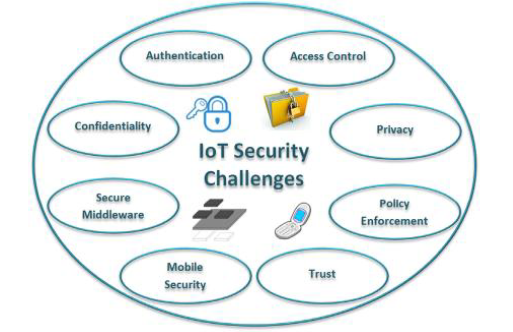 Authentication
Access Control
Confidentiality
Privacy
IoT Security
Challenges
Secure
Middleware
Policy
Enforcement
Mobile
Security
Trust